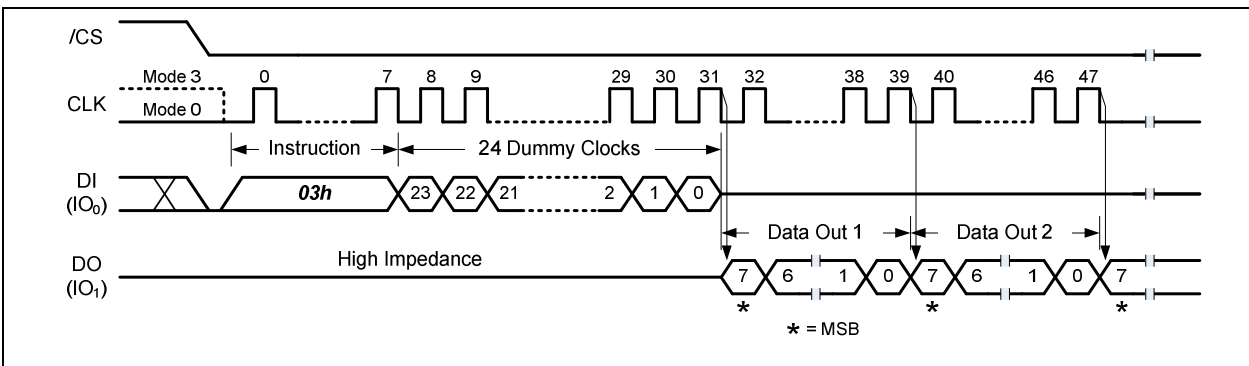 /CS
Mode 3 0 7 8 9 29 30 31 32 38 39 40 46 47
CLK
Mode 0
Instruction 24 Dummy Clocks
DI 03h 23 22 21 2 1 0
(IO₀)
Data Out 1 Data Out 2
High Impedance
DO 7 6 1 0 7 6 1 0 7
(IO₁)
* * *
* = MSB